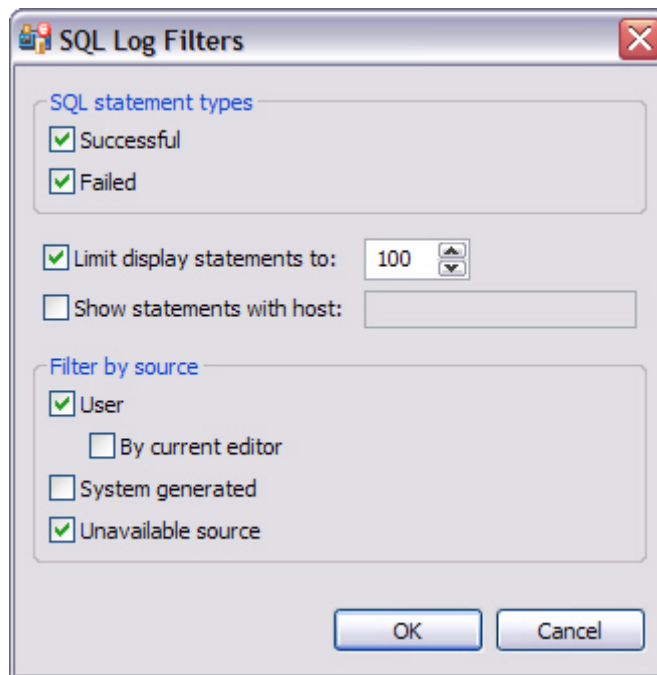 SQL Log Filters
SQL statement types
Successful
Failed
Limit display statements to: 100
Show statements with host:
Filter by source
User
By current editor
System generated
Unavailable source
OK Cancel